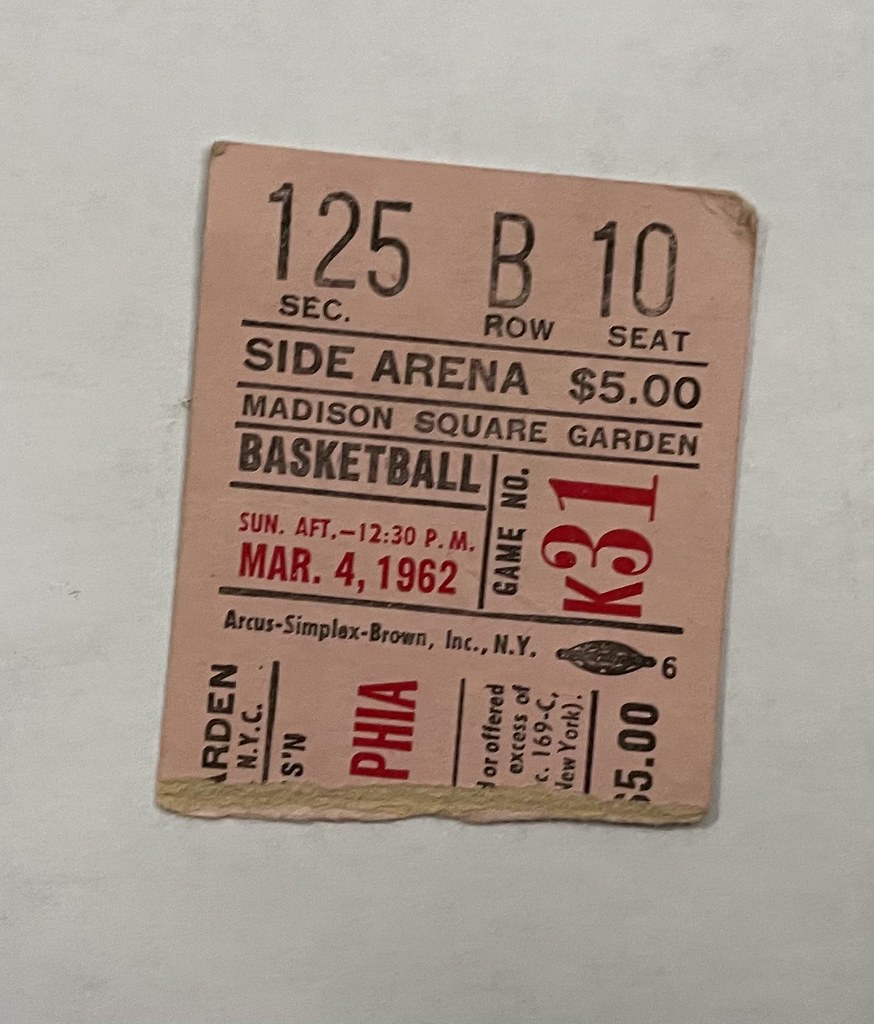 125 B 10
SEC. ROW SEAT
SIDE ARENA $5.00
MADISON SQUARE GARDEN
BASKETBALL
SUN. AFT.-12:30 P. M.
MAR. 4, 1962
GAME NO.
K31
Arcus-Simplex-Brown, Inc., N.Y. 6
ARDEN
N.Y.C.
S'N
PHIA
d or offered
excess of
c. 169-C,
New York).
$5.00